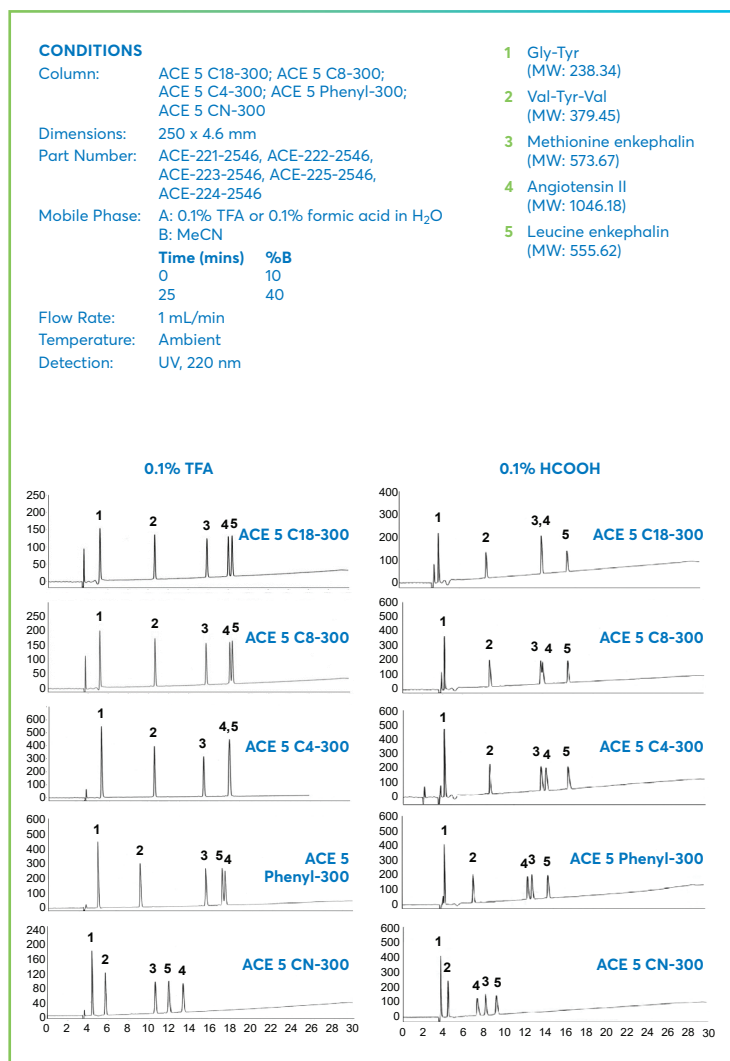 CONDITIONS
Column: ACE 5 C18-300; ACE 5 C8-300;
ACE 5 C4-300; ACE 5 Phenyl-300;
ACE 5 CN-300
Dimensions: 250 x 4.6 mm
Part Number: ACE-221-2546, ACE-222-2546,
ACE-223-2546, ACE-225-2546,
ACE-224-2546
Mobile Phase: A: 0.1% TFA or 0.1% formic acid in H₂O
B: MeCN
Time (mins) %B
0 10
25 40
Flow Rate: 1 mL/min
Temperature: Ambient
Detection: UV, 220 nm
1 Gly-Tyr
(MW: 238.34)
2 Val-Tyr-Val
(MW: 379.45)
3 Methionine enkephalin
(MW: 573.67)
4 Angiotensin II
(MW: 1046.18)
5 Leucine enkephalin
(MW: 555.62)
0.1% TFA
250
200
150
100
50
0
1 2 3 4 5
ACE 5 C18-300
250
200
150
100
50
0
1 2 3 4 5
ACE 5 C8-300
600
500
400
300
200
100
0
1 2 3 4,5
ACE 5 C4-300
600
500
400
300
200
100
0
1 2 3 5 4
ACE 5
Phenyl-300
240
200
160
120
80
40
0
1 2 3 5 4
ACE 5 CN-300
0 2 4 6 8 10 12 14 16 18 20 22 24 26 28 30
0.1% HCOOH
400
300
200
100
0
1 2 3,4 5
ACE 5 C18-300
600
500
400
300
200
100
0
1 2 3 4 5
ACE 5 C8-300
600
500
400
300
200
100
0
1 2 3 4 5
ACE 5 C4-300
600
500
400
300
200
100
0
1 2 4 3 5
ACE 5 Phenyl-300
600
500
400
300
200
100
0
1 2 4 3 5
ACE 5 CN-300
0 2 4 6 8 10 12 14 16 18 20 22 24 26 28 30